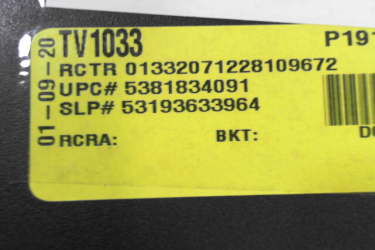 01-09-20
TV1033 P191
RCTR 01332071228109672
UPC# 5381834091
SLP# 53193633964
RCRA: BKT: